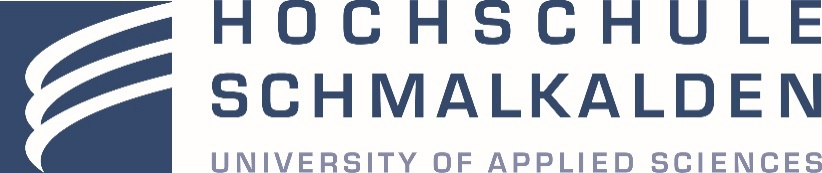 HOCHSCHULE
SCHMALKALDEN
UNIVERSITY OF APPLIED SCIENCES